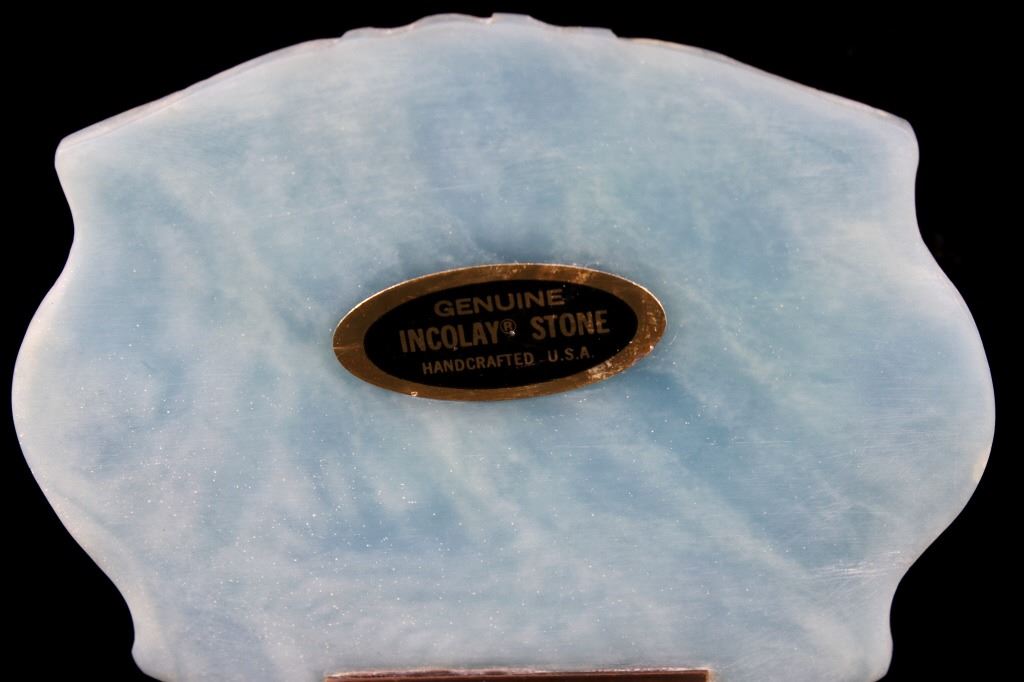 GENUINE
INCOLAY® STONE
HANDCRAFTED U.S.A.